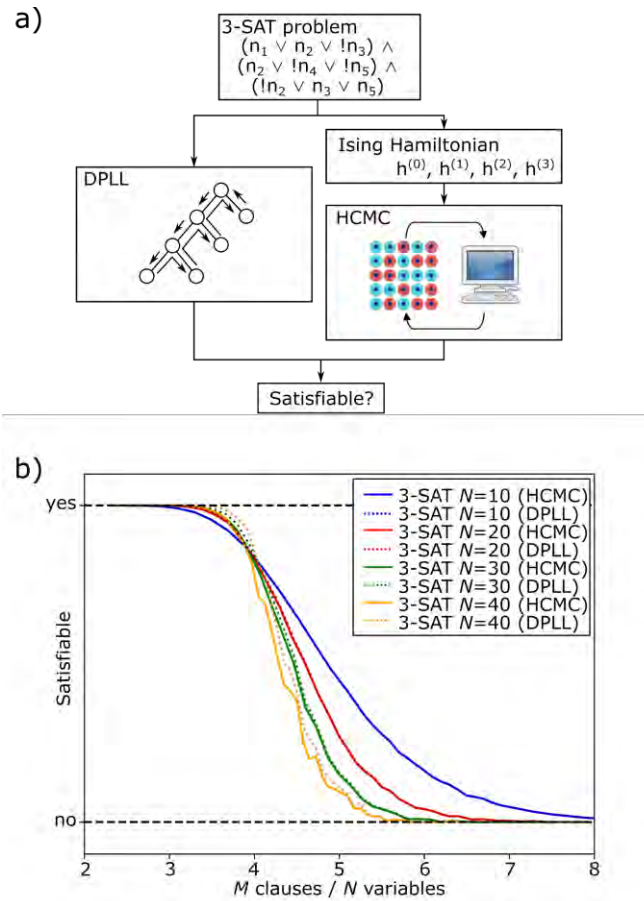 a)
3-SAT problem
(n₁ ∨ n₂ ∨ !n₃) ∧
(n₂ ∨ !n₄ ∨ !n₅) ∧
(!n₂ ∨ n₃ ∨ n₅)
Ising Hamiltonian
h⁽⁰⁾, h⁽¹⁾, h⁽²⁾, h⁽³⁾
DPLL
HCMC
Satisfiable?
b)
yes
no
Satisfiable
3-SAT N=10 (HCMC)
3-SAT N=10 (DPLL)
3-SAT N=20 (HCMC)
3-SAT N=20 (DPLL)
3-SAT N=30 (HCMC)
3-SAT N=30 (DPLL)
3-SAT N=40 (HCMC)
3-SAT N=40 (DPLL)
2 3 4 5 6 7 8
M clauses / N variables